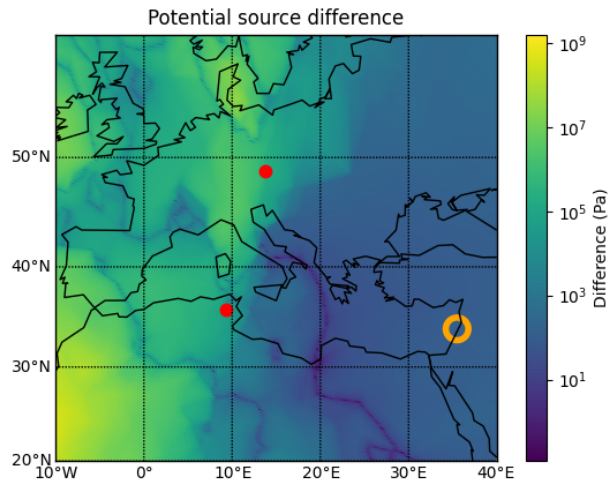 Potential source difference
50°N
40°N
30°N
20°N
10°W 0° 10°E 20°E 30°E 40°E
10⁹
10⁷
10⁵
10³
10¹
Difference (Pa)